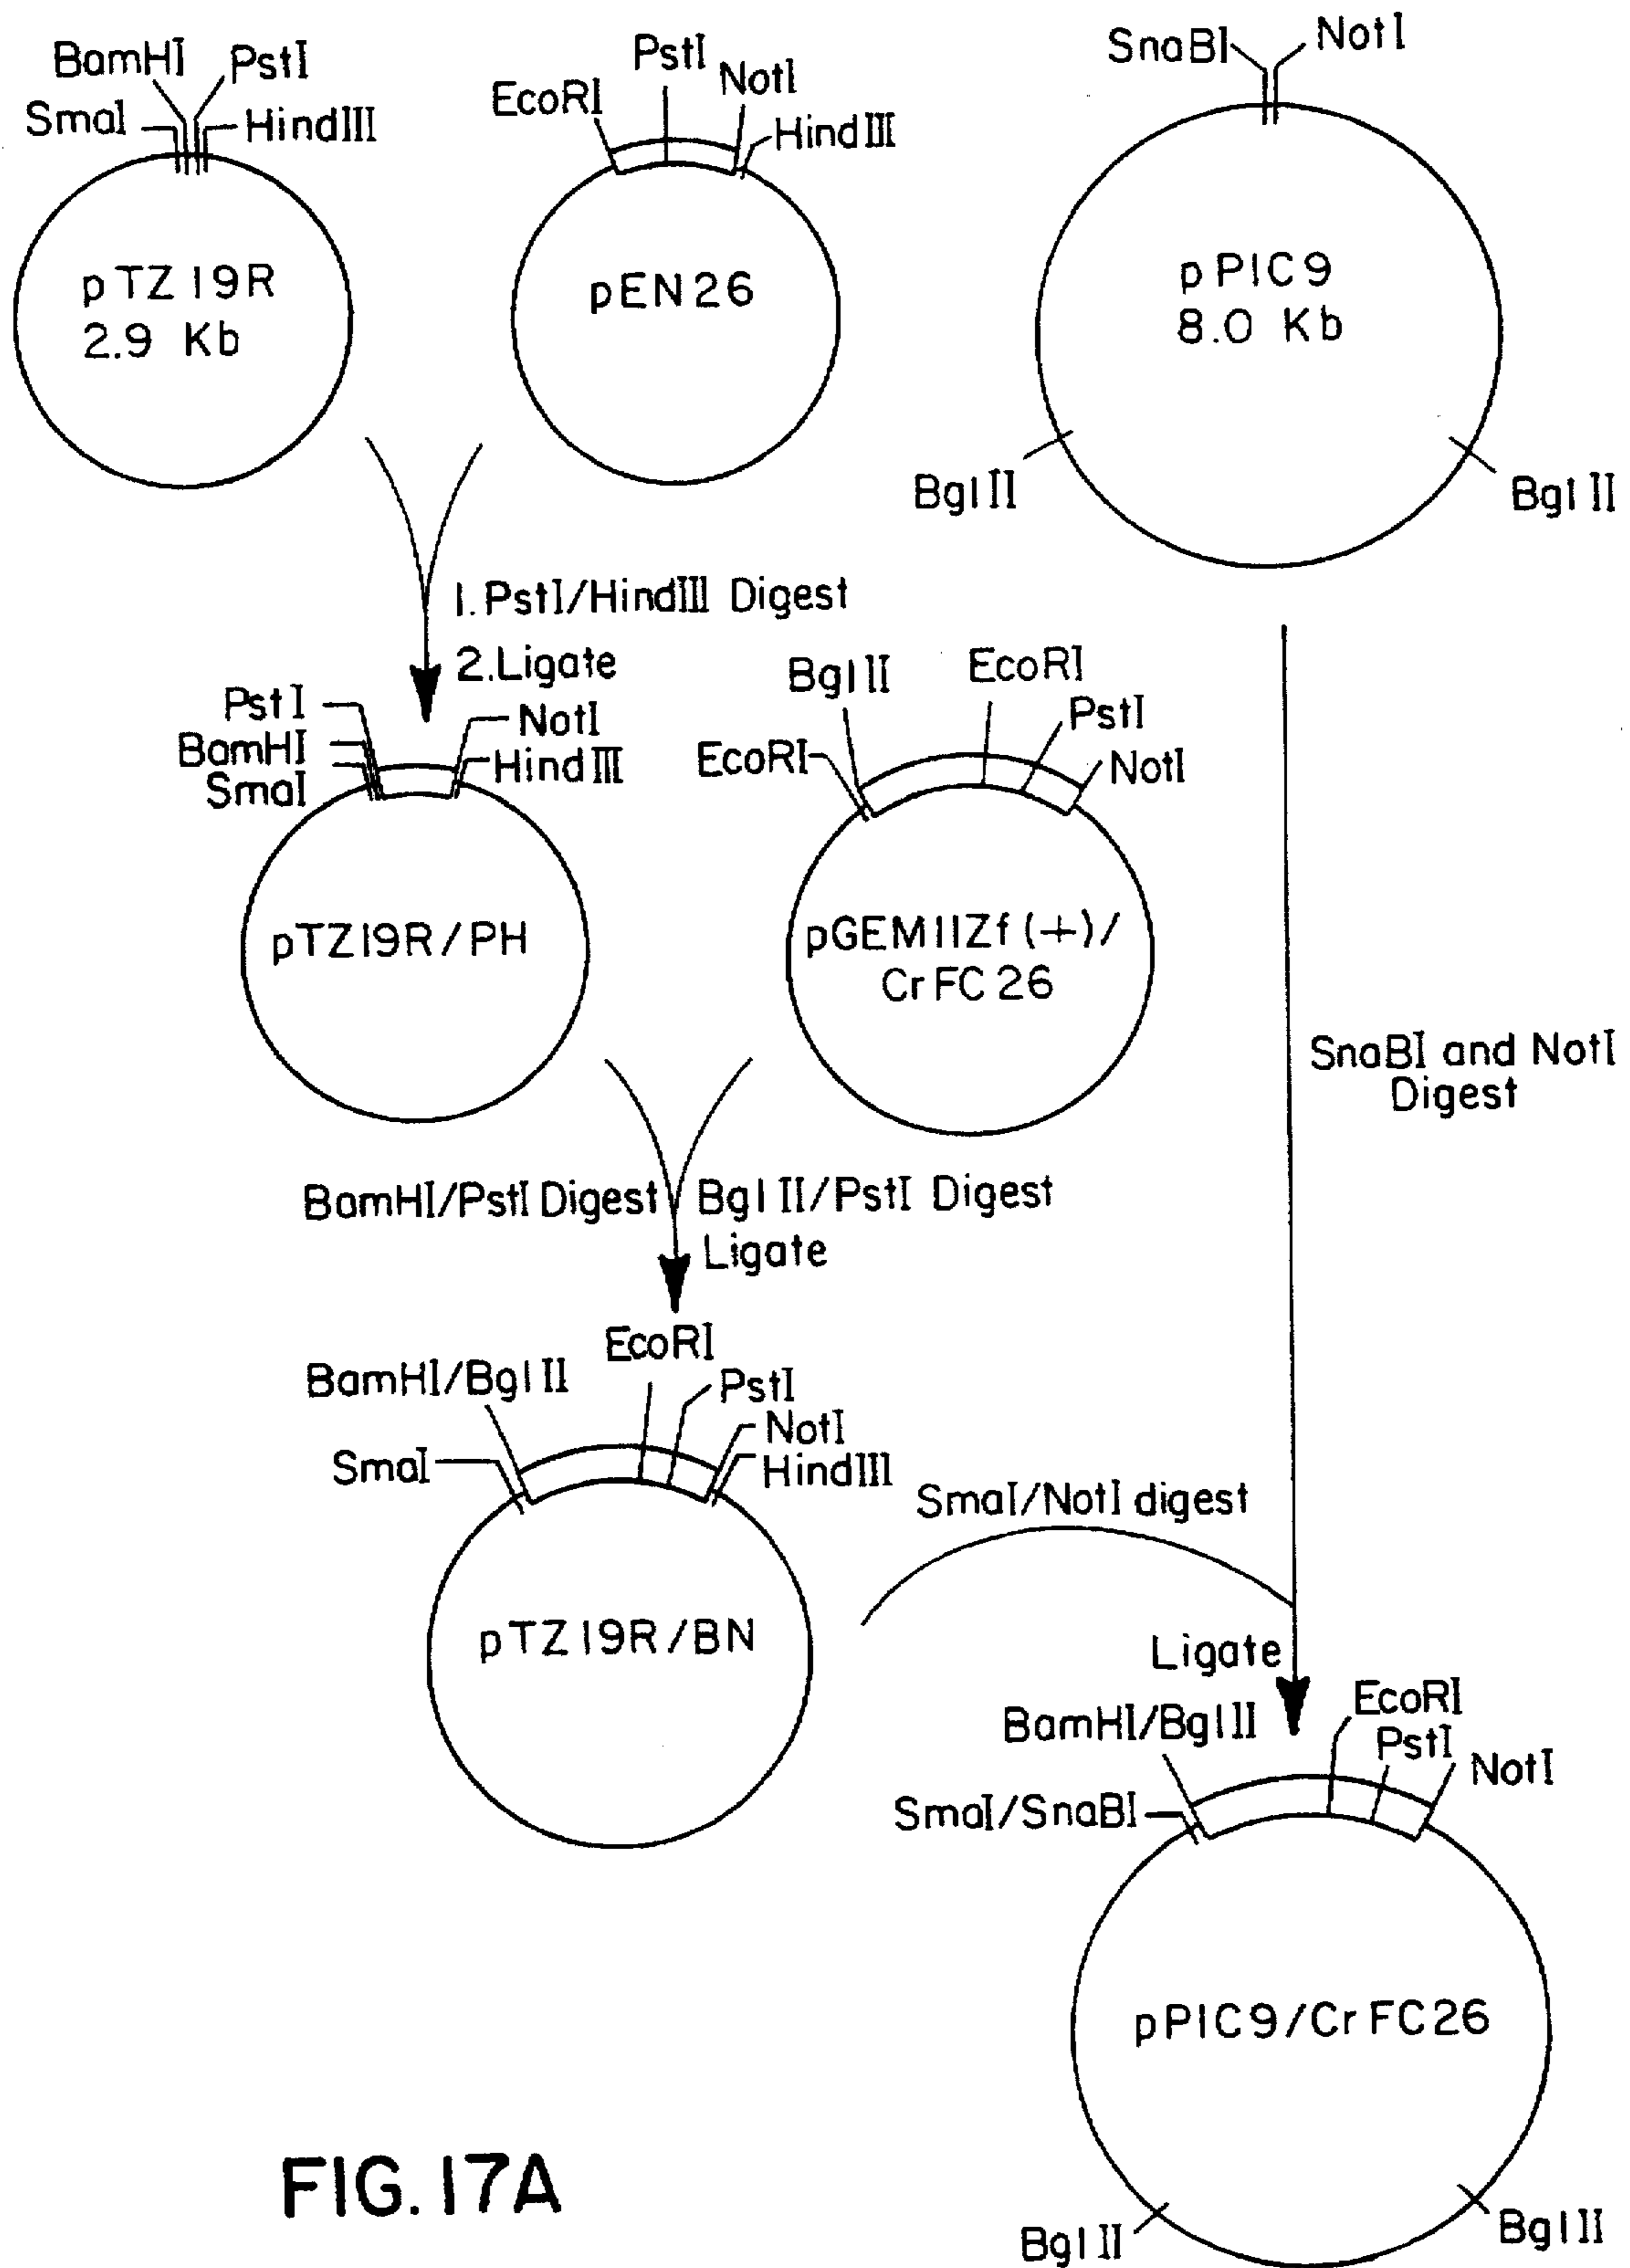 BamHI
PstI
SmaI
HindIII
pTZ19R
2.9 Kb
EcoRI
PstI
NotI
HindIII
pEN26
SnaBI
NotI
pPIC9
8.0 Kb
BglII
BglII
1. PstI/HindIII Digest
2. Ligate
PstI
BamHI
SmaI
NotI
HindIII
pTZ19R/PH
BglII
EcoRI
EcoRI
PstI
NotI
pGEM11Zf(+)/
CrFC26
SnaBI and NotI
Digest
BamHI/PstI Digest
BglII/PstI Digest
Ligate
EcoRI
BamHI/BglII
PstI
NotI
SmaI
HindIII
pTZ19R/BN
SmaI/NotI digest
Ligate
EcoRI
BamHI/BglII
PstI
NotI
SmaI/SnaBI
pPIC9/CrFC26
BglII
BglII
FIG. 17A